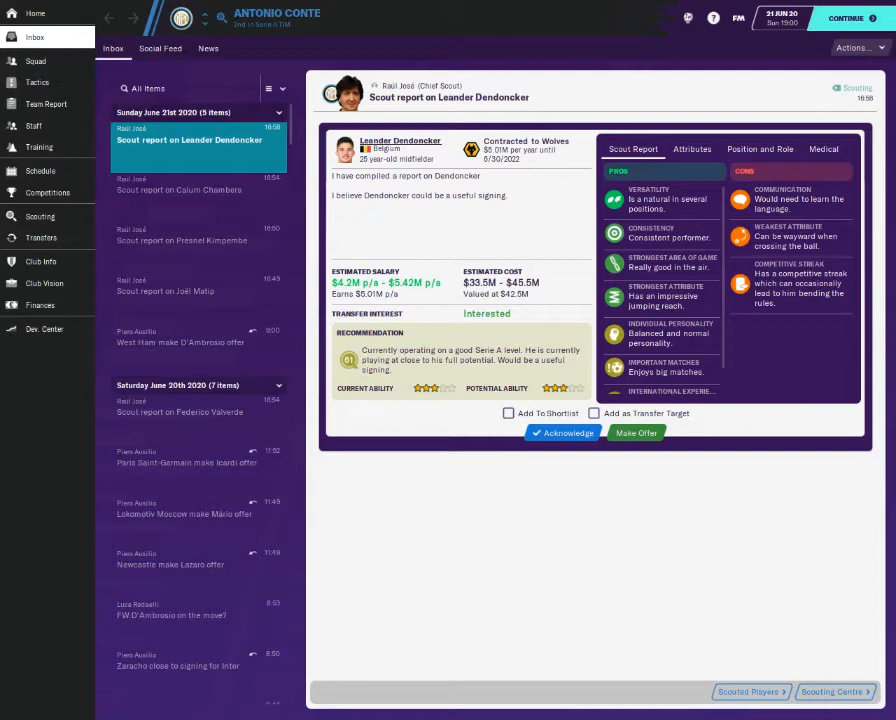 Home
Inbox
Squad
Tactics
Team Report
Staff
Training
Schedule
Competitions
Scouting
Transfers
Club Info
Club Vision
Finances
Dev. Center
ANTONIO CONTE
2nd in Serie A TIM
FM
21 JUN 20
Sun 19:00
CONTINUE
Inbox
Social Feed
News
Actions...
All Items
Sunday June 21st 2020 (5 items)
Raúl José
16:58
Scout report on Leander Dendoncker
Raúl José
16:54
Scout report on Calum Chambers
Raúl José
16:50
Scout report on Presnel Kimpembe
Raúl José
16:49
Scout report on Joël Matip
Piero Ausilio
9:00
West Ham make D'Ambrosio offer
Saturday June 20th 2020 (7 items)
Raúl José
16:54
Scout report on Federico Valverde
Piero Ausilio
11:52
Paris Saint-Germain make Icardi offer
Piero Ausilio
11:49
Lokomotiv Moscow make Mário offer
Piero Ausilio
11:49
Newcastle make Lazaro offer
Luca Radaelli
8:53
FW:D'Ambrosio on the move?
Piero Ausilio
8:50
Zaracho close to signing for Inter
Raúl José (Chief Scout)
Scout report on Leander Dendoncker
Scouting
16:58
Leander Dendoncker
Belgium
25 year-old midfielder
Contracted to Wolves
$5.01M per year until
6/30/2022
I have compiled a report on Dendoncker
I believe Dendoncker could be a useful signing.
ESTIMATED SALARY
$4.2M p/a - $5.42M p/a
Earns $5.01M p/a
ESTIMATED COST
$33.5M - $45.5M
Valued at $42.5M
TRANSFER INTEREST
Interested
RECOMMENDATION
61
Currently operating on a good Serie A level. He is currently
playing at close to his full potential. Would be a useful
signing.
CURRENT ABILITY
POTENTIAL ABILITY
Scout Report
Attributes
Position and Role
Medical
PROS
VERSATILITY
Is a natural in several
positions.
CONSISTENCY
Consistent performer.
STRONGEST AREA OF GAME
Really good in the air.
STRONGEST ATTRIBUTE
Has an impressive
jumping reach.
INDIVIDUAL PERSONALITY
Balanced and normal
personality.
IMPORTANT MATCHES
Enjoys big matches.
INTERNATIONAL EXPERIE...
CONS
COMMUNICATION
Would need to learn the
language.
WEAKEST ATTRIBUTE
Can be wayward when
crossing the ball.
COMPETITIVE STREAK
Has a competitive streak
which can occasionally
lead to him bending the
rules.
Add To Shortlist
Add as Transfer Target
Acknowledge
Make Offer
Scouted Players
Scouting Centre